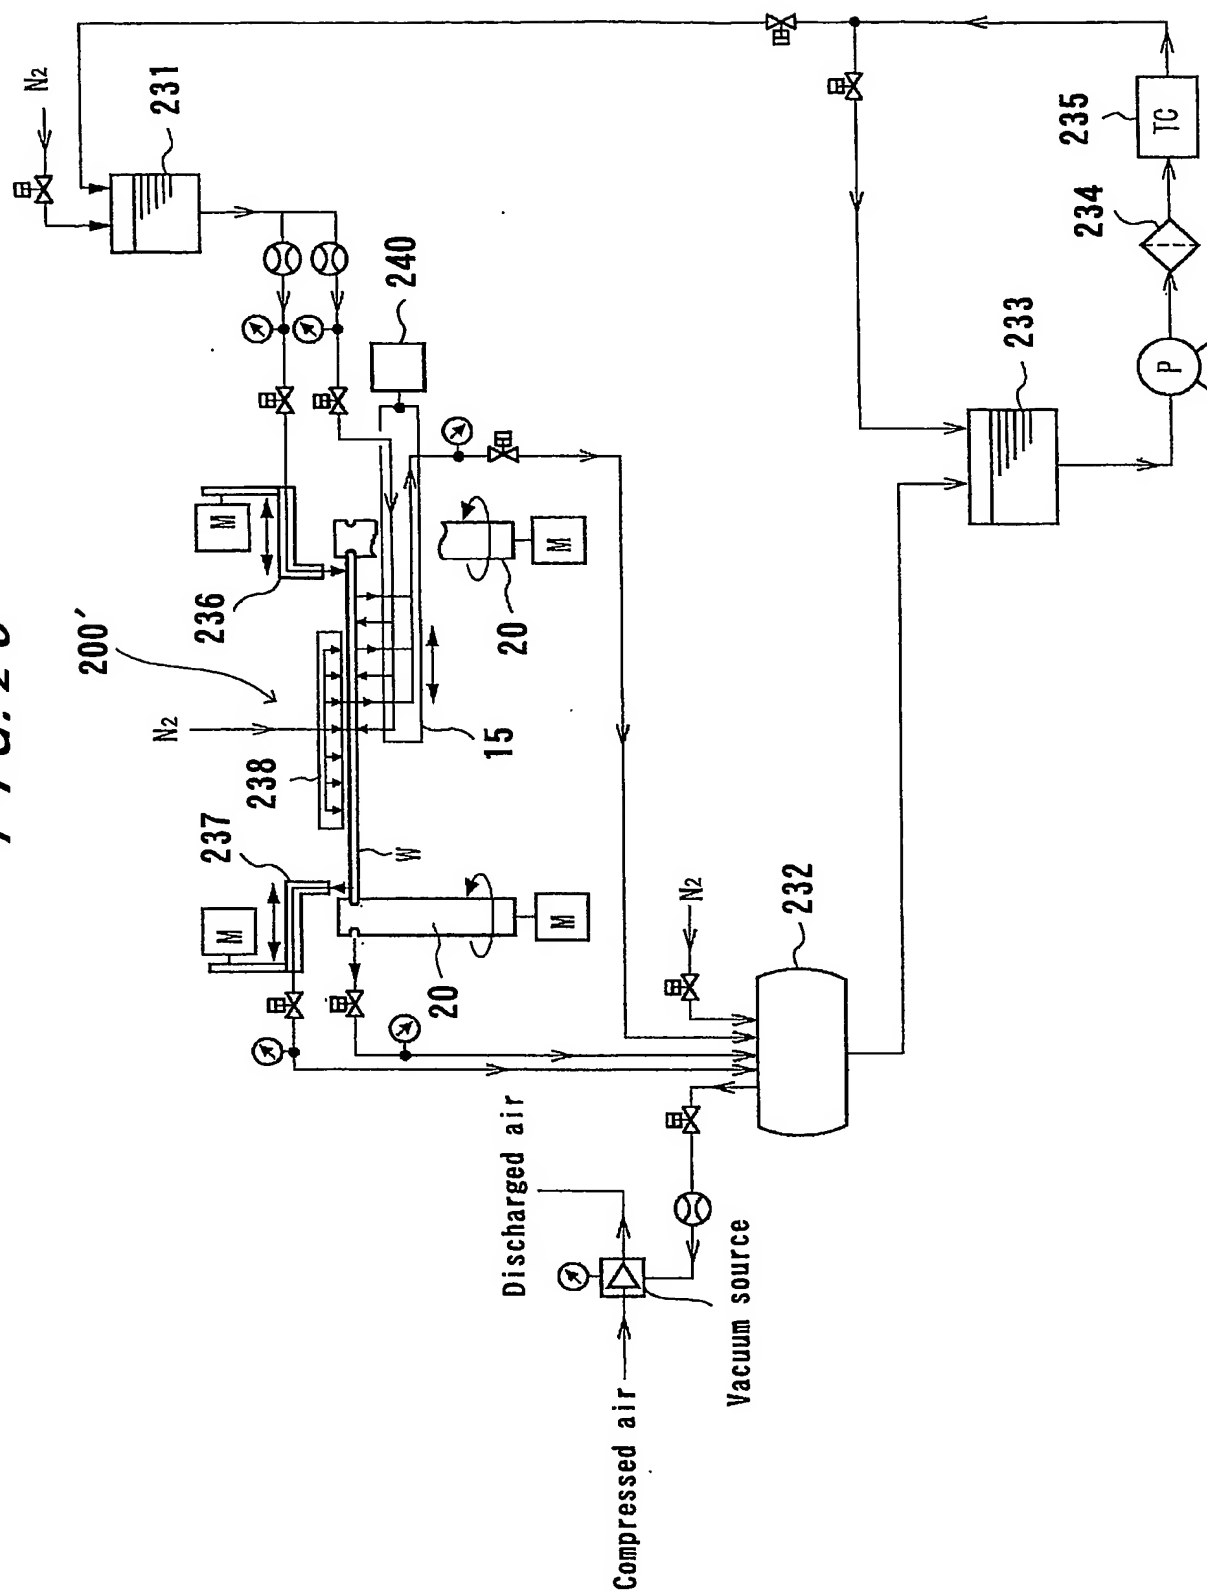 200′
N2
231
N2
237
236
M
M
238
240
W
20
15
20
Discharged air
M
M
Compressed air
N2
Vacuum source
232
233
234
235
P
TC